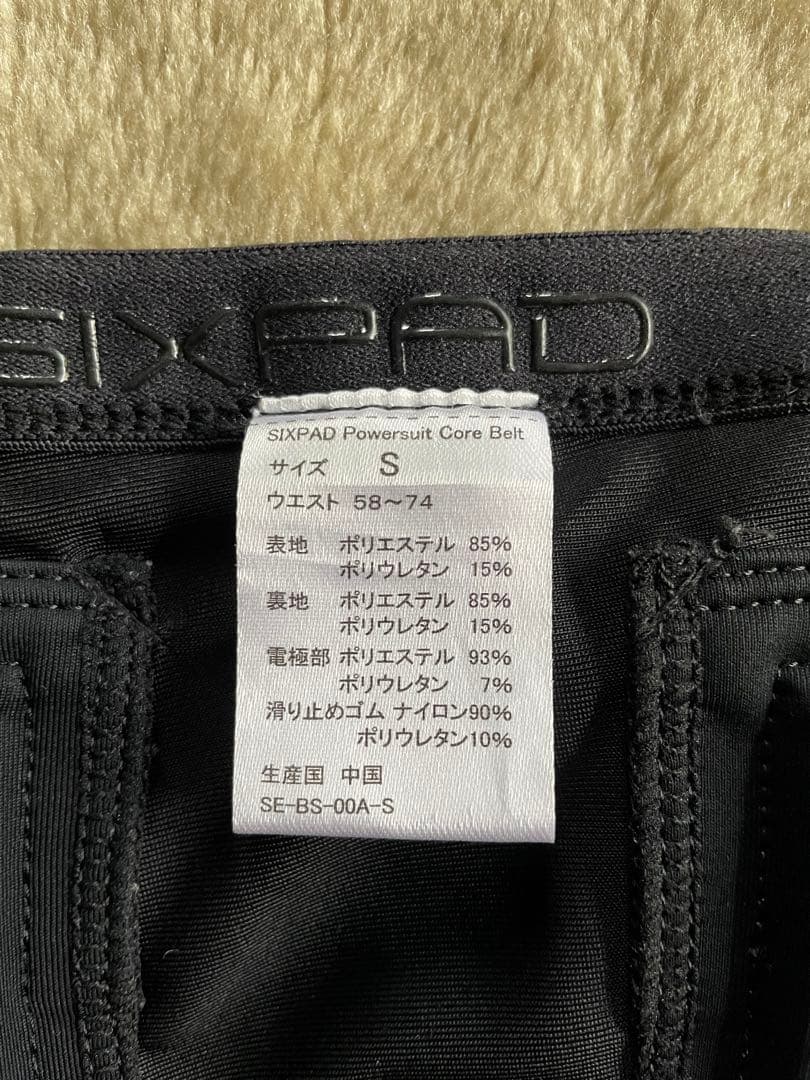 SIXPAD
SIXPAD Powersuit Core Belt
サイズ S
ウエスト 58〜74
表地 ポリエステル 85%
ポリウレタン 15%
裏地 ポリエステル 85%
ポリウレタン 15%
電極部 ポリエステル 93%
ポリウレタン 7%
滑り止めゴム ナイロン90%
ポリウレタン10%
生産国 中国
SE-BS-00A-S